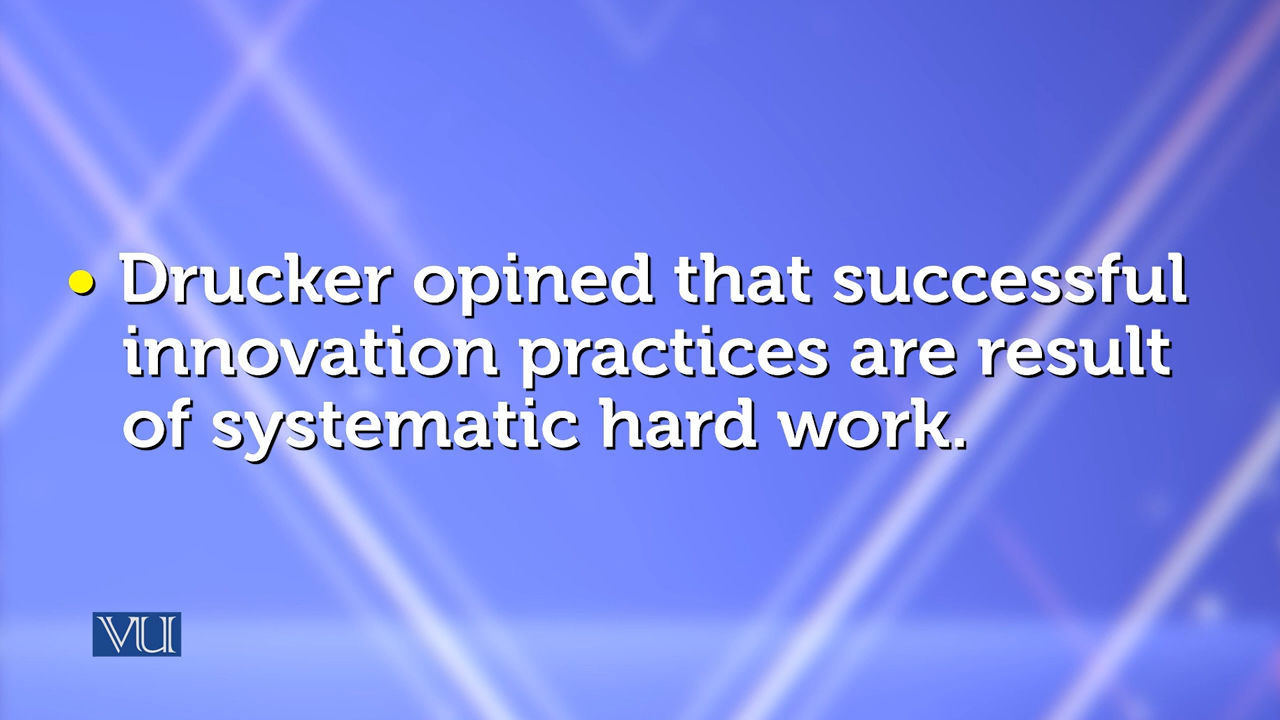 • Drucker opined that successful
innovation practices are result
of systematic hard work.
VU